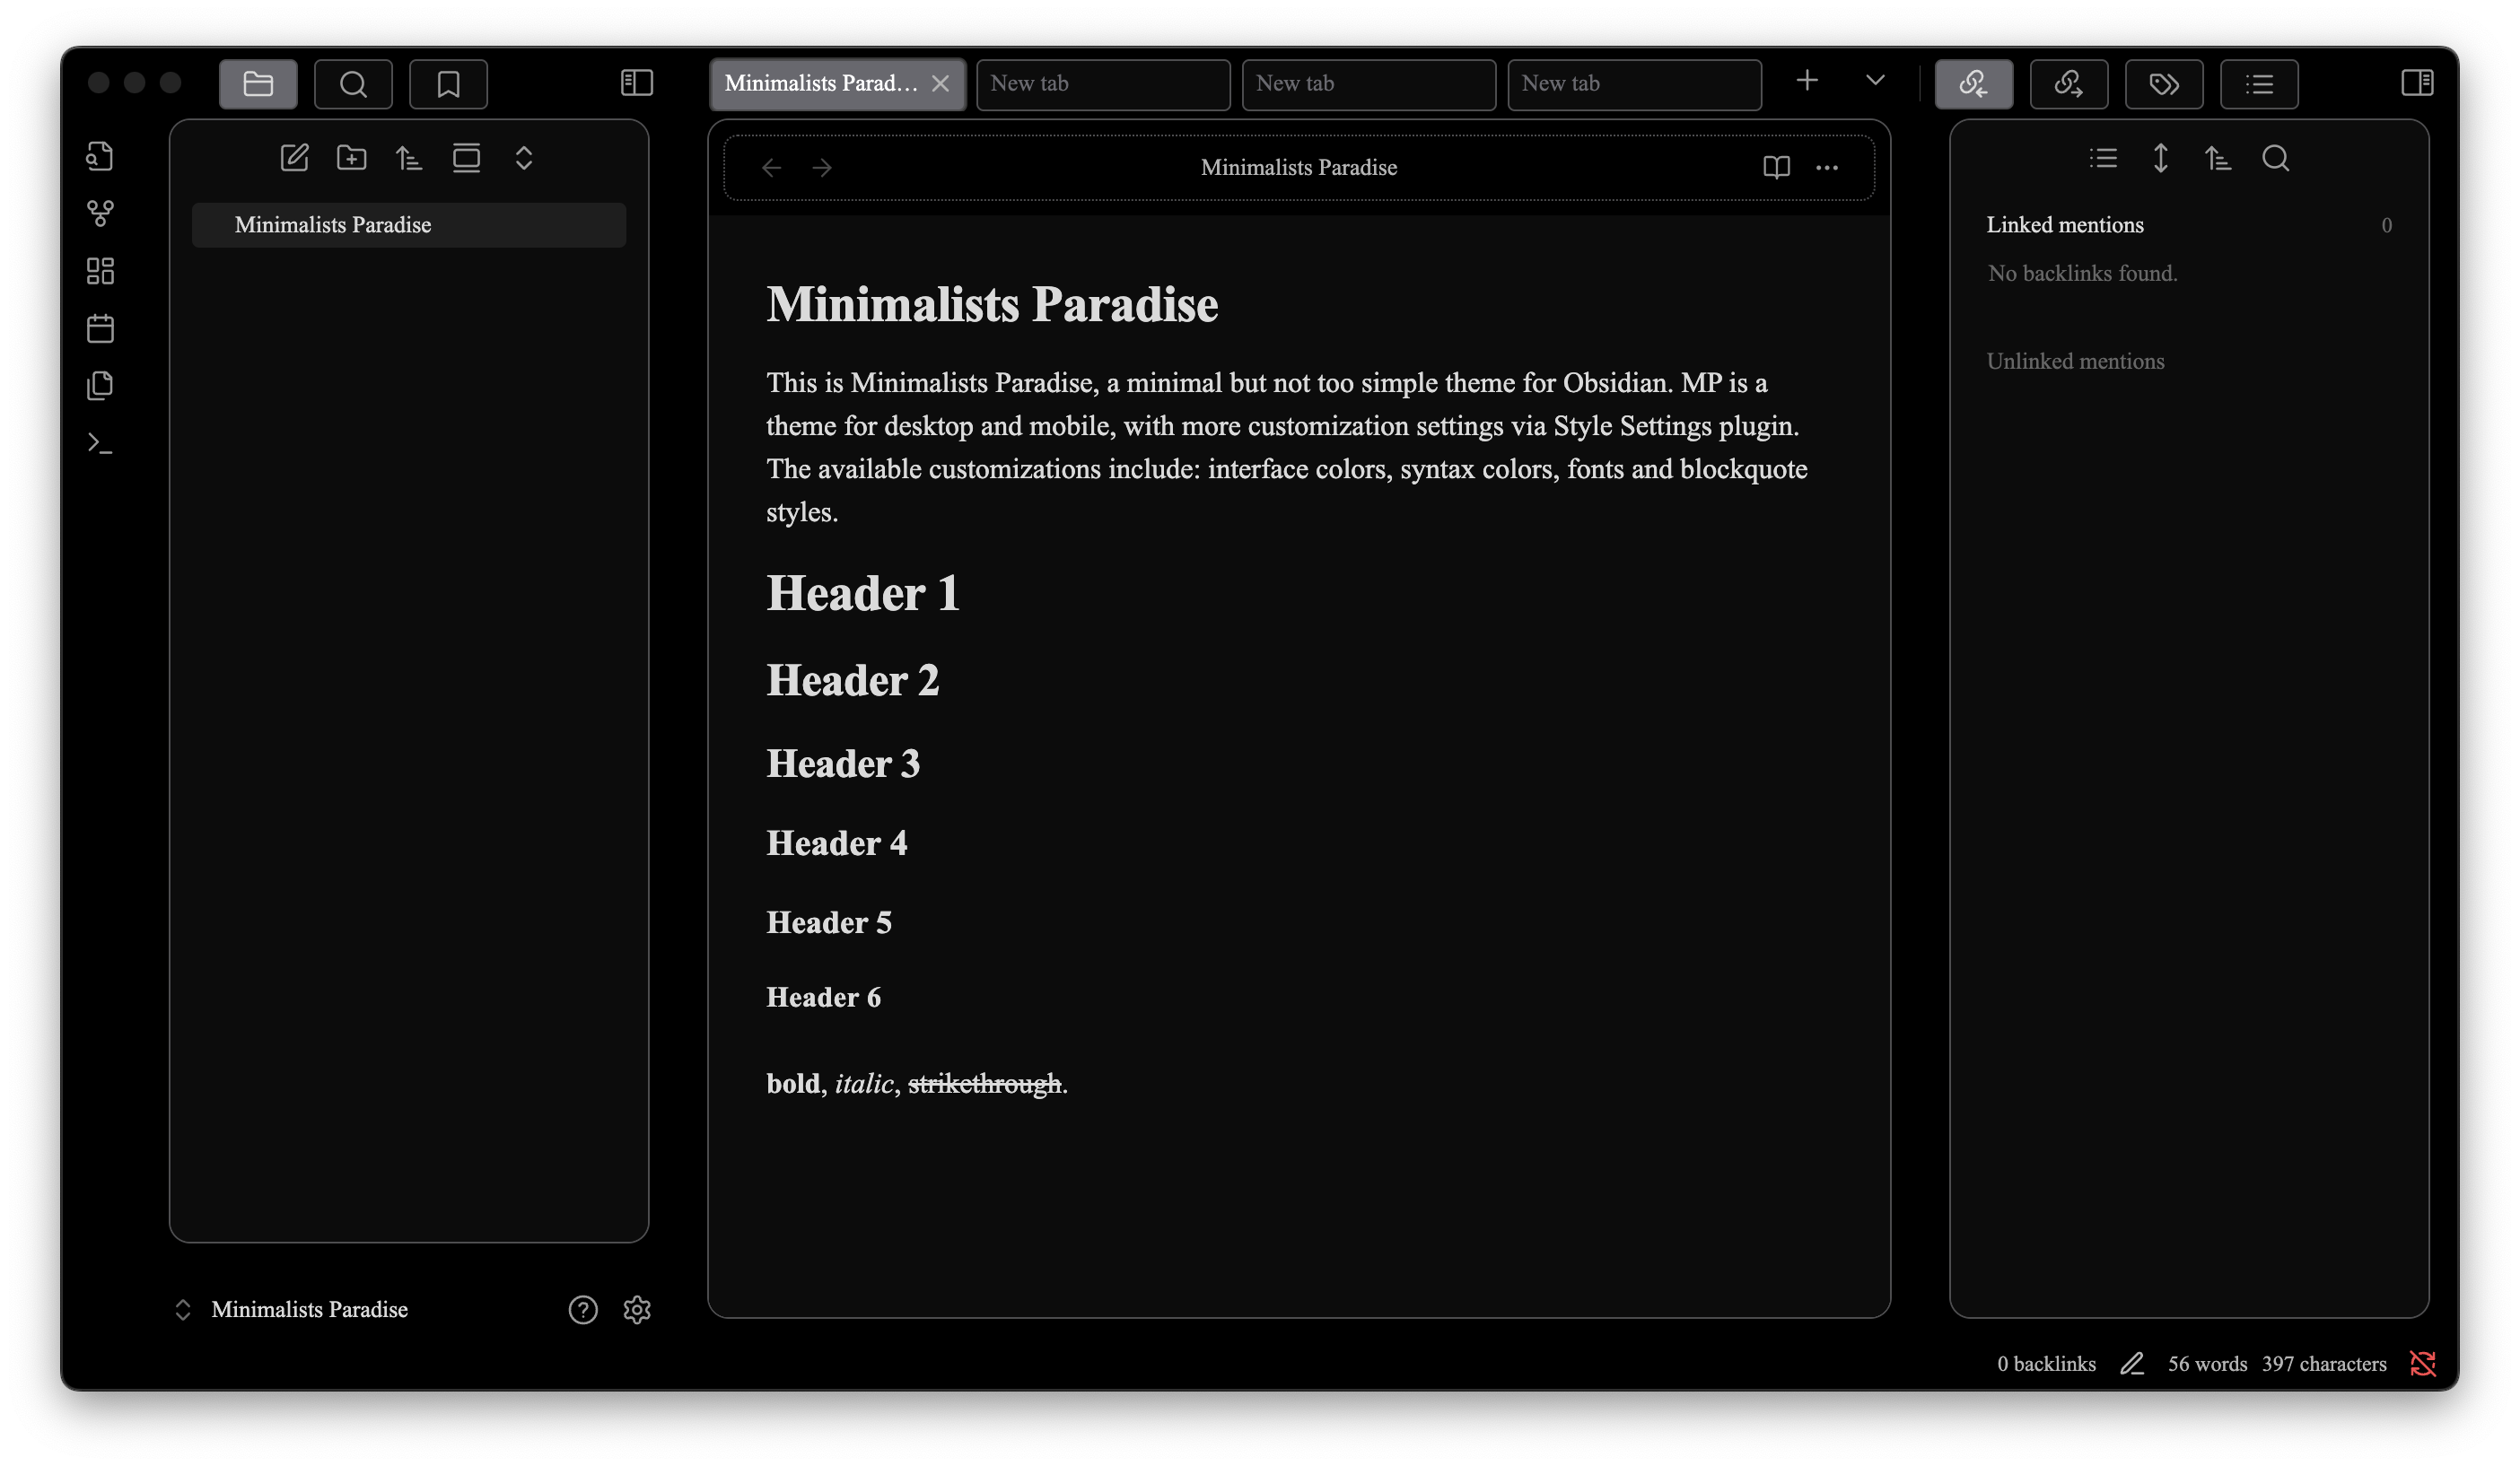 Minimalists Parad...
New tab
New tab
New tab
Minimalists Paradise
Minimalists Paradise
Minimalists Paradise
This is Minimalists Paradise, a minimal but not too simple theme for Obsidian. MP is a
theme for desktop and mobile, with more customization settings via Style Settings plugin.
The available customizations include: interface colors, syntax colors, fonts and blockquote
styles.
Header 1
Header 2
Header 3
Header 4
Header 5
Header 6
bold, italic, strikethrough.
Linked mentions 0
No backlinks found.
Unlinked mentions
Minimalists Paradise
0 backlinks 56 words 397 characters